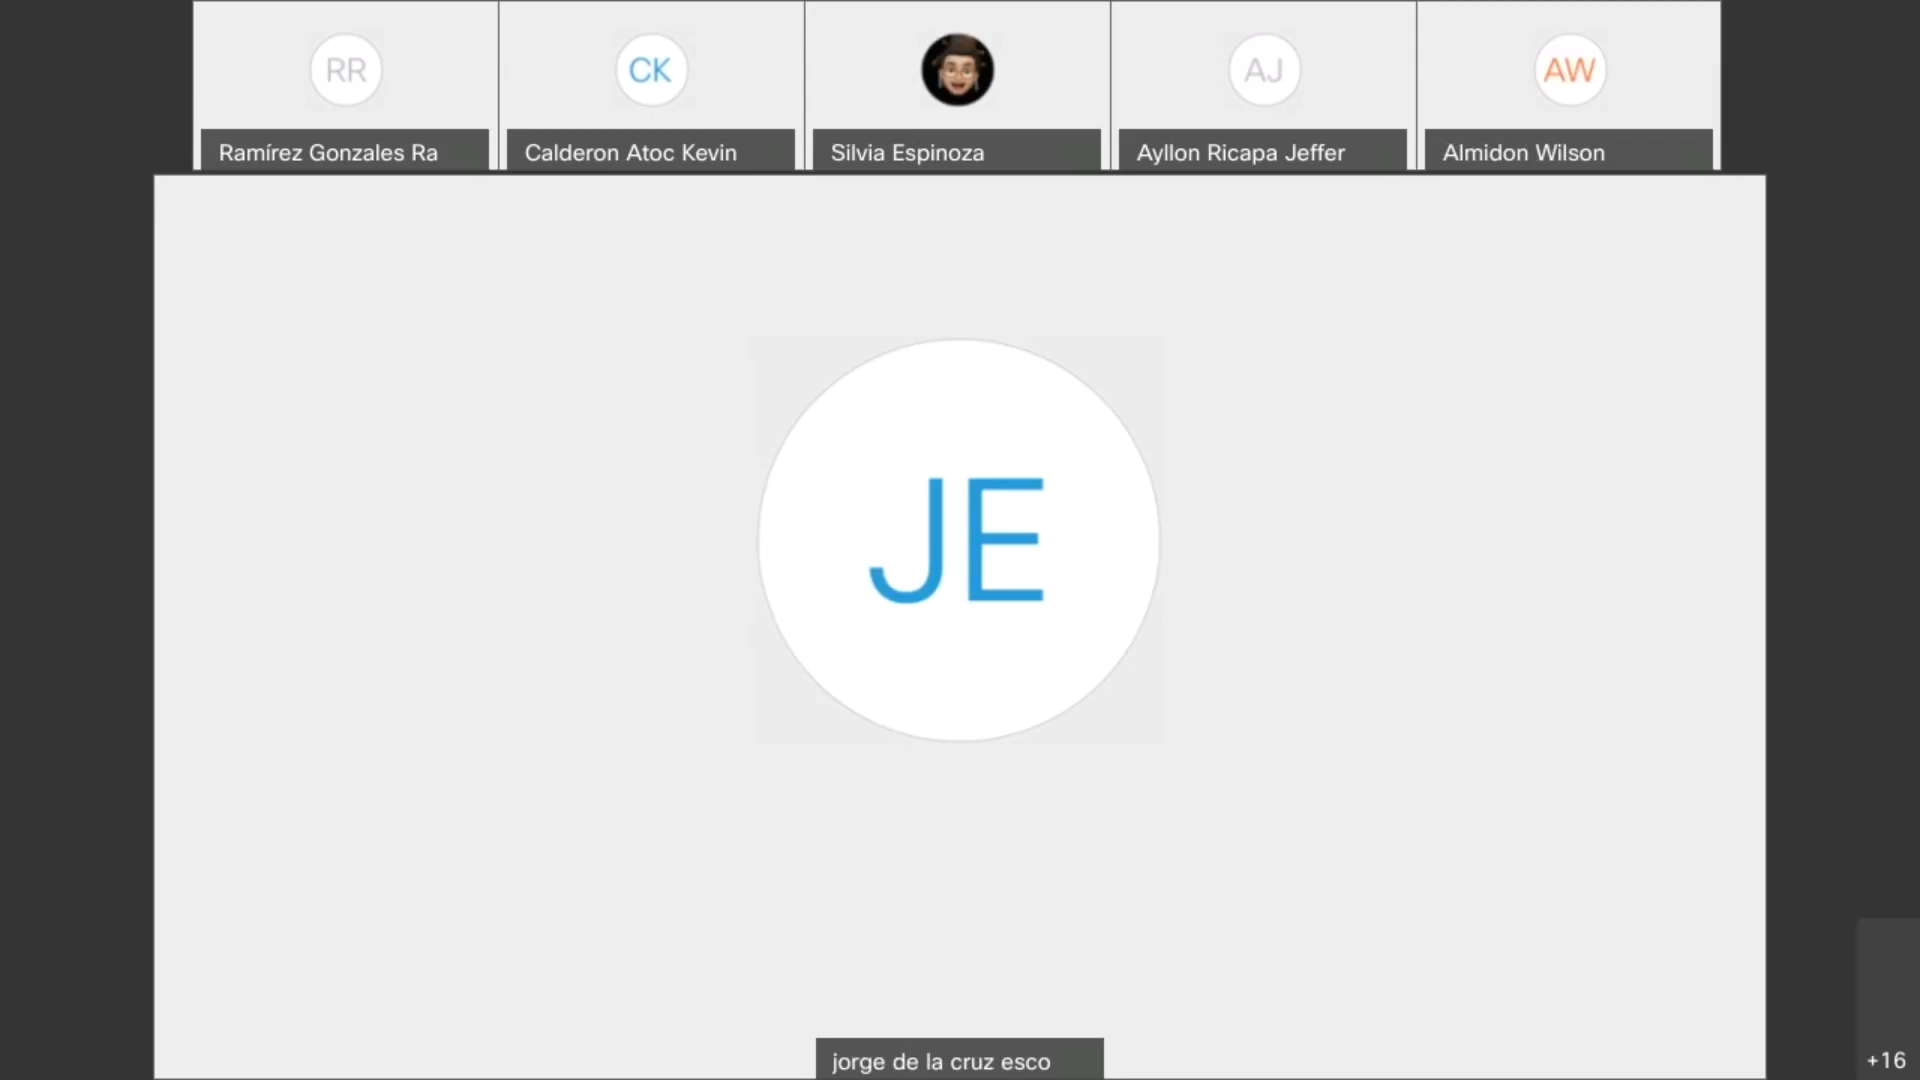 RR
CK
AJ
AW
Ramírez Gonzales Ra
Calderon Atoc Kevin
Silvia Espinoza
Ayllon Ricapa Jeffer
Almidon Wilson
JE
jorge de la cruz esco
+16